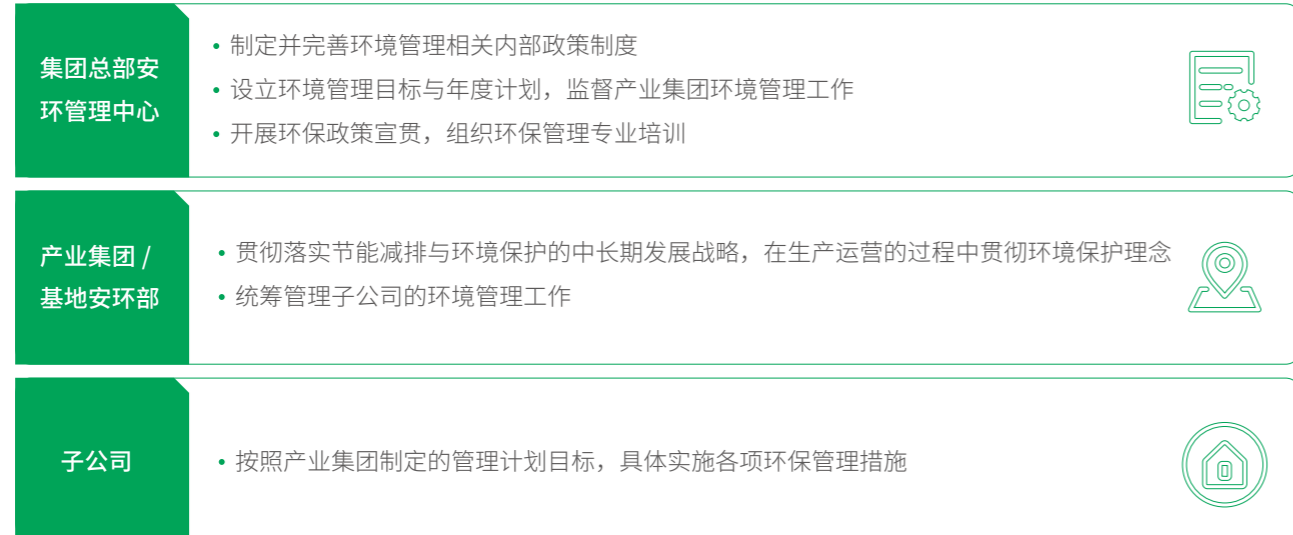 集团总部安
环管理中心
• 制定并完善环境管理相关内部政策制度
• 设立环境管理目标与年度计划，监督产业集团环境管理工作
• 开展环保政策宣贯，组织环保管理专业培训
产业集团 /
基地安环部
• 贯彻落实节能减排与环境保护的中长期发展战略，在生产运营的过程中贯彻环境保护理念
• 统筹管理子公司的环境管理工作
子公司
• 按照产业集团制定的管理计划目标，具体实施各项环保管理措施